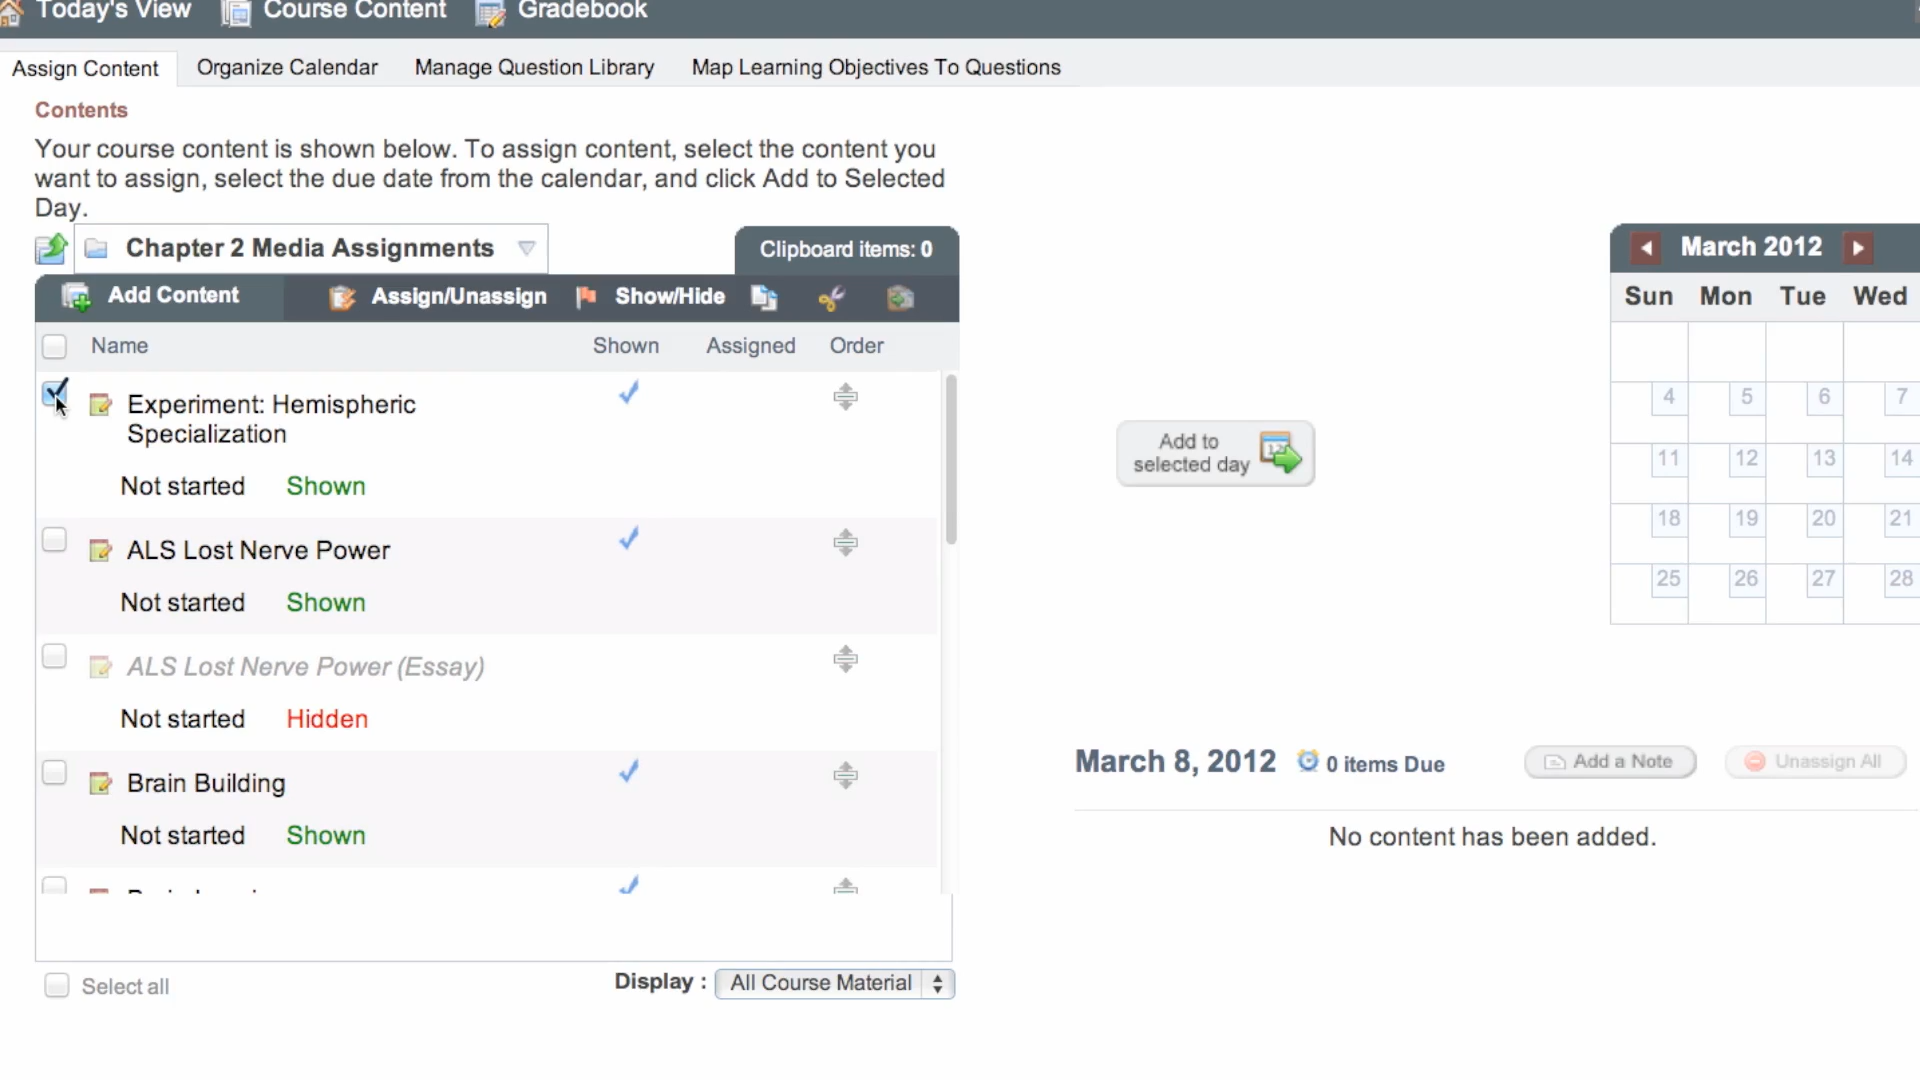 Today's View Course Content Gradebook
Assign Content Organize Calendar Manage Question Library Map Learning Objectives To Questions
Contents
Your course content is shown below. To assign content, select the content you
want to assign, select the due date from the calendar, and click Add to Selected
Day.
Chapter 2 Media Assignments
Clipboard items: 0
Add Content Assign/Unassign Show/Hide
Name Shown Assigned Order
Experiment: Hemispheric
Specialization
Not started Shown
ALS Lost Nerve Power
Not started Shown
ALS Lost Nerve Power (Essay)
Not started Hidden
Brain Building
Not started Shown
Select all
Display : All Course Material
Add to
selected day
March 2012
Sun Mon Tue Wed
4 5 6 7
11 12 13 14
18 19 20 21
25 26 27 28
March 8, 2012 0 items Due Add a Note Unassign All
No content has been added.